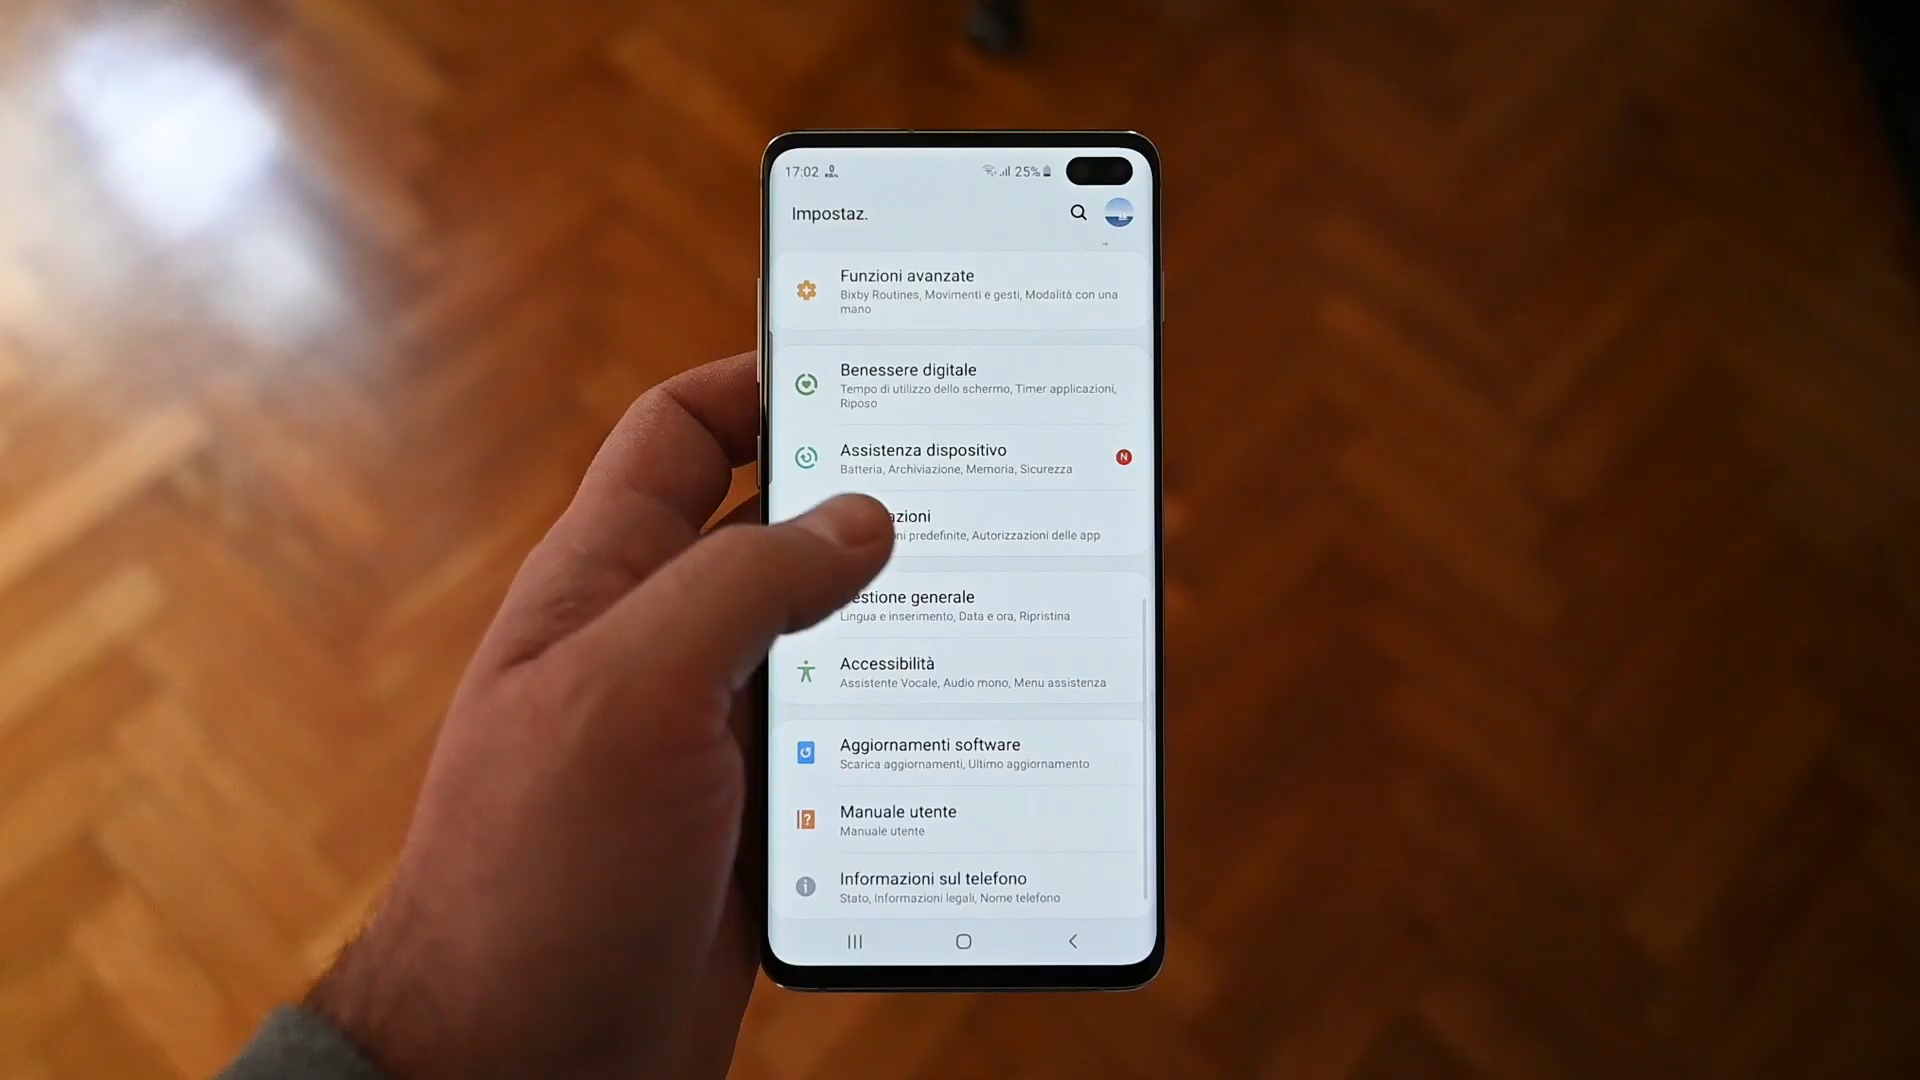 17:02
25%
Impostaz.
Funzioni avanzate
Bixby Routines, Movimenti e gesti, Modalità con una
mano
Benessere digitale
Tempo di utilizzo dello schermo, Timer applicazioni,
Riposo
Assistenza dispositivo
N
Batteria, Archiviazione, Memoria, Sicurezza
predefinite, Autorizzazioni delle app
generale
Lingua e inserimento, Data e ora, Ripristina
Accessibilità
Assistente Vocale, Audio mono, Menu assistenza
Aggiornamenti software
Scarica aggiornamenti, Ultimo aggiornamento
Manuale utente
Manuale utente
Informazioni sul telefono
Stato, Informazioni legali, Nome telefono